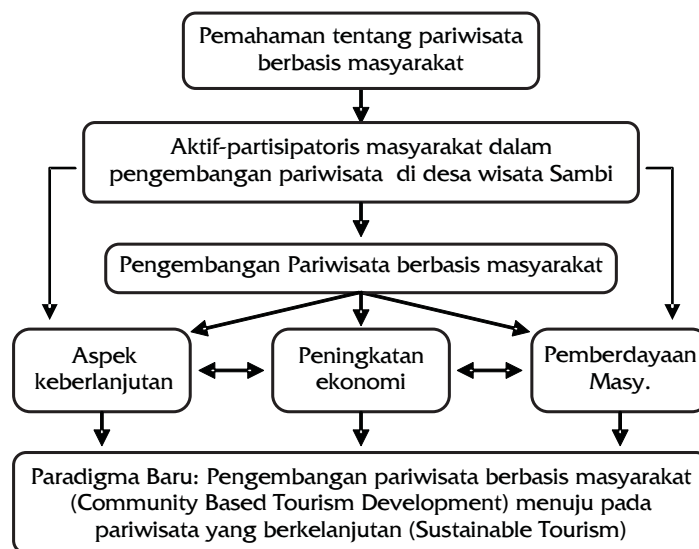 Pemahaman tentang pariwisata
berbasis masyarakat
Aktif-partisipatoris masyarakat dalam
pengembangan pariwisata di desa wisata Sambi
Pengembangan Pariwisata berbasis masyarakat
Aspek
keberlanjutan
Peningkatan
ekonomi
Pemberdayaan
Masy.
Paradigma Baru: Pengembangan pariwisata berbasis masyarakat
(Community Based Tourism Development) menuju pada
pariwisata yang berkelanjutan (Sustainable Tourism)